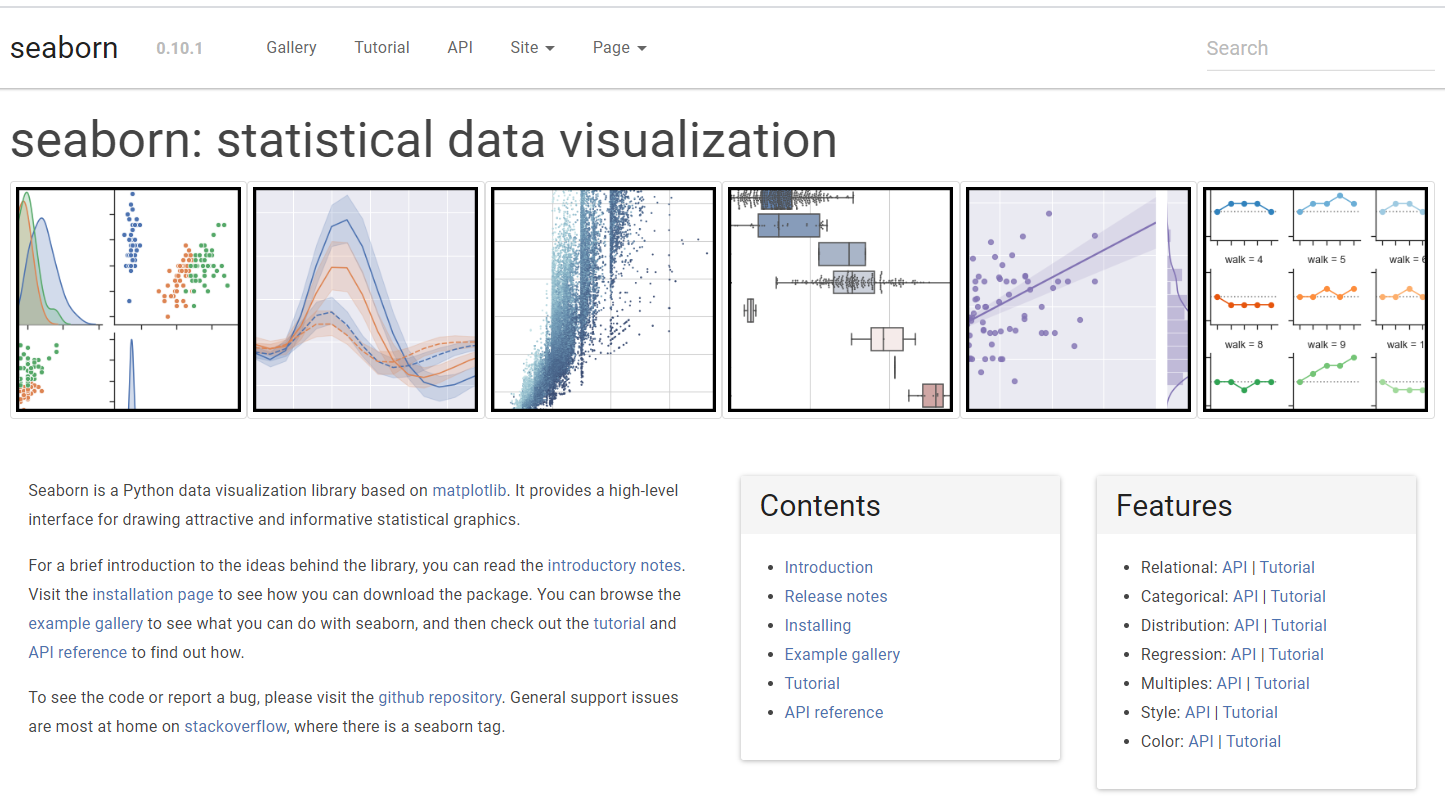 seaborn 0.10.1 Gallery Tutorial API Site Page Search
seaborn: statistical data visualization
walk = 4 walk = 5 walk = 6
walk = 8 walk = 9 walk = 1
Seaborn is a Python data visualization library based on matplotlib. It provides a high-level
interface for drawing attractive and informative statistical graphics.
For a brief introduction to the ideas behind the library, you can read the introductory notes.
Visit the installation page to see how you can download the package. You can browse the
example gallery to see what you can do with seaborn, and then check out the tutorial and
API reference to find out how.
To see the code or report a bug, please visit the github repository. General support issues
are most at home on stackoverflow, where there is a seaborn tag.
Contents
Introduction
Release notes
Installing
Example gallery
Tutorial
API reference
Features
Relational: API | Tutorial
Categorical: API | Tutorial
Distribution: API | Tutorial
Regression: API | Tutorial
Multiples: API | Tutorial
Style: API | Tutorial
Color: API | Tutorial